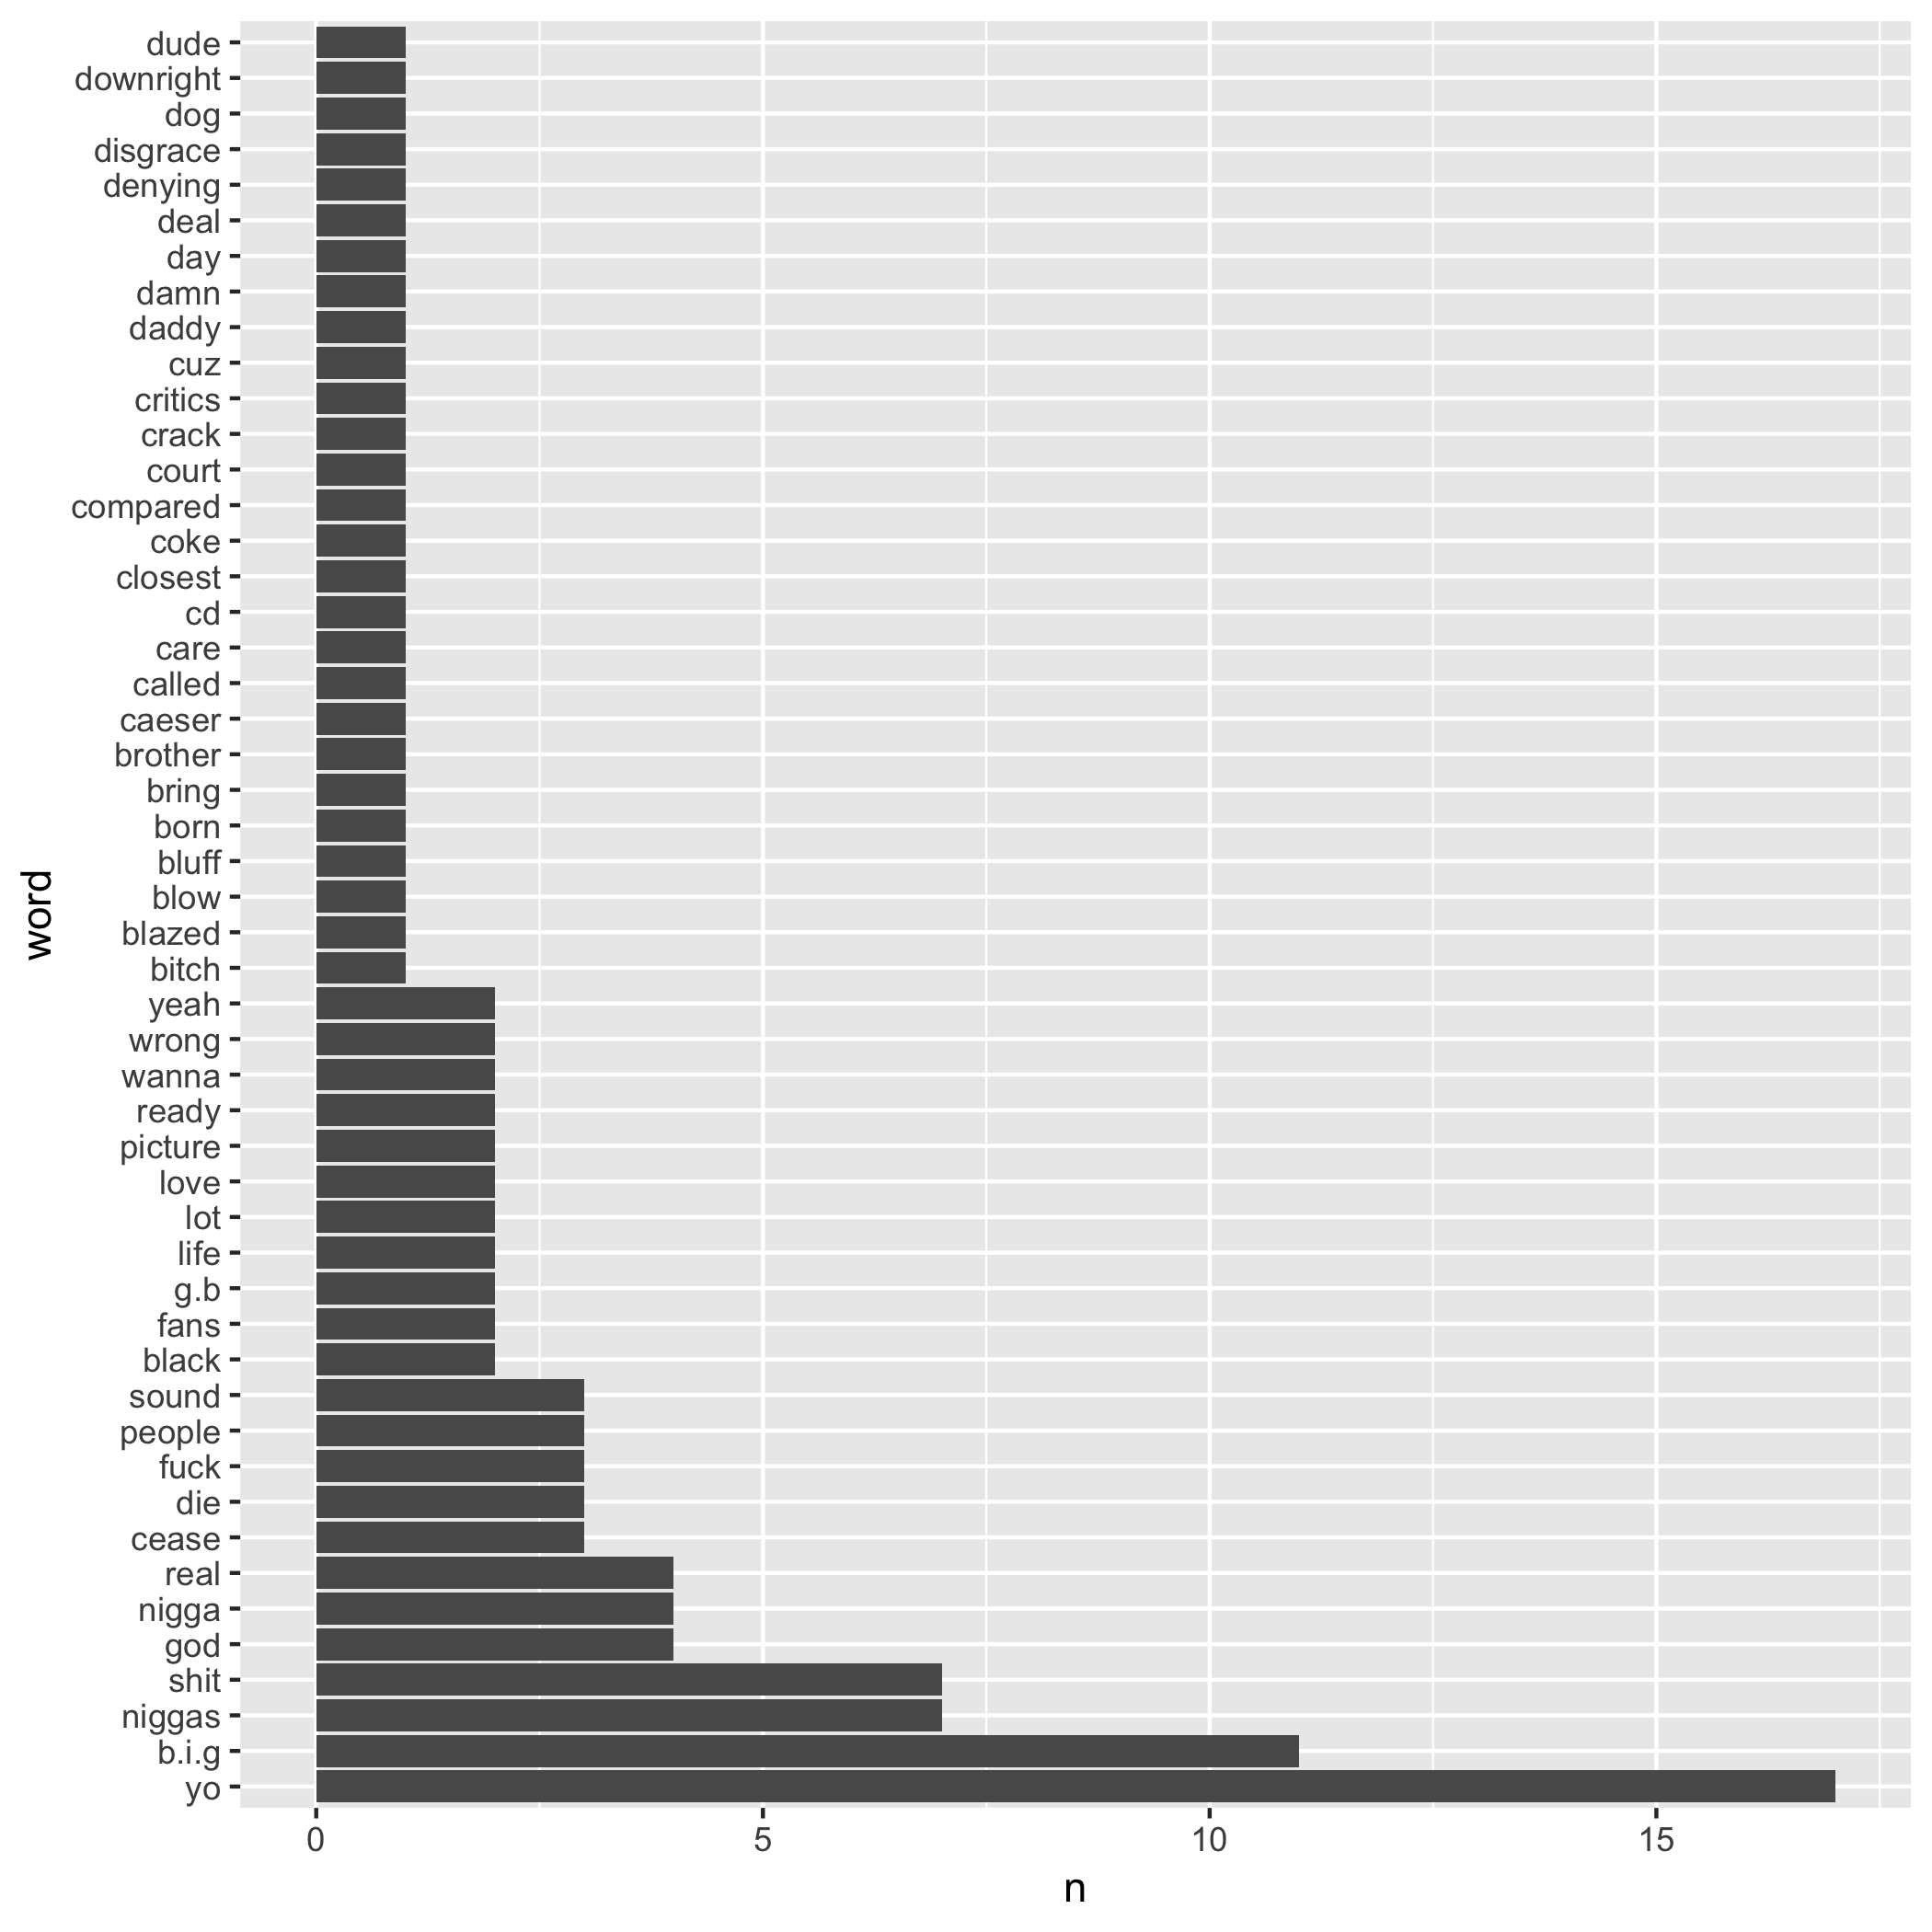 dude
downright
dog
disgrace
denying
deal
day
damn
daddy
cuz
critics
crack
court
compared
coke
closest
cd
care
called
caeser
brother
bring
born
bluff
blow
blazed
bitch
yeah
wrong
wanna
ready
picture
love
lot
life
g.b
fans
black
sound
people
fuck
die
cease
real
nigga
god
shit
niggas
b.i.g
yo
word
0 5 10 15
n